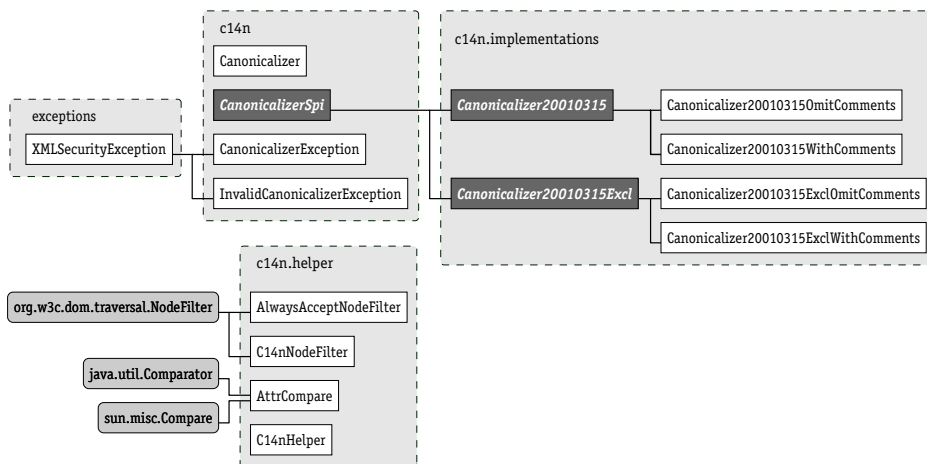 c14n
Canonicalizer
CanonicalizerSpi
exceptions
XMLSecurityException
CanonicalizerException
InvalidCanonicalizerException
c14n.implementations
Canonicalizer20010315
Canonicalizer20010315OmitComments
Canonicalizer20010315WithComments
Canonicalizer20010315Excl
Canonicalizer20010315ExclOmitComments
Canonicalizer20010315ExclWithComments
c14n.helper
org.w3c.dom.traversal.NodeFilter
AlwaysAcceptNodeFilter
C14nNodeFilter
java.util.Comparator
AttrCompare
sun.misc.Compare
C14nHelper